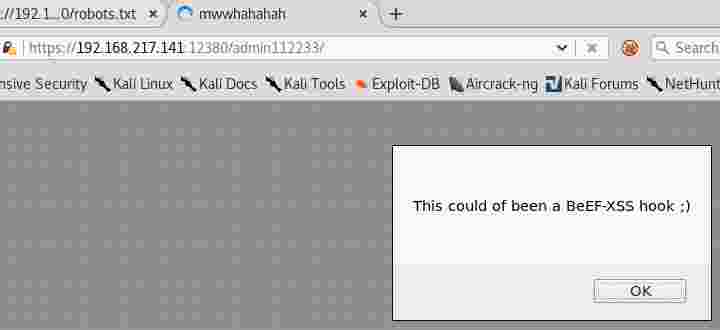 ://192.1...0/robots.txt × mwwhahahah × +
https://192.168.217.141:12380/admin112233/ Search
nsive Security Kali Linux Kali Docs Kali Tools Exploit-DB Aircrack-ng Kali Forums NetHunt
This could of been a BeEF-XSS hook ;)
OK